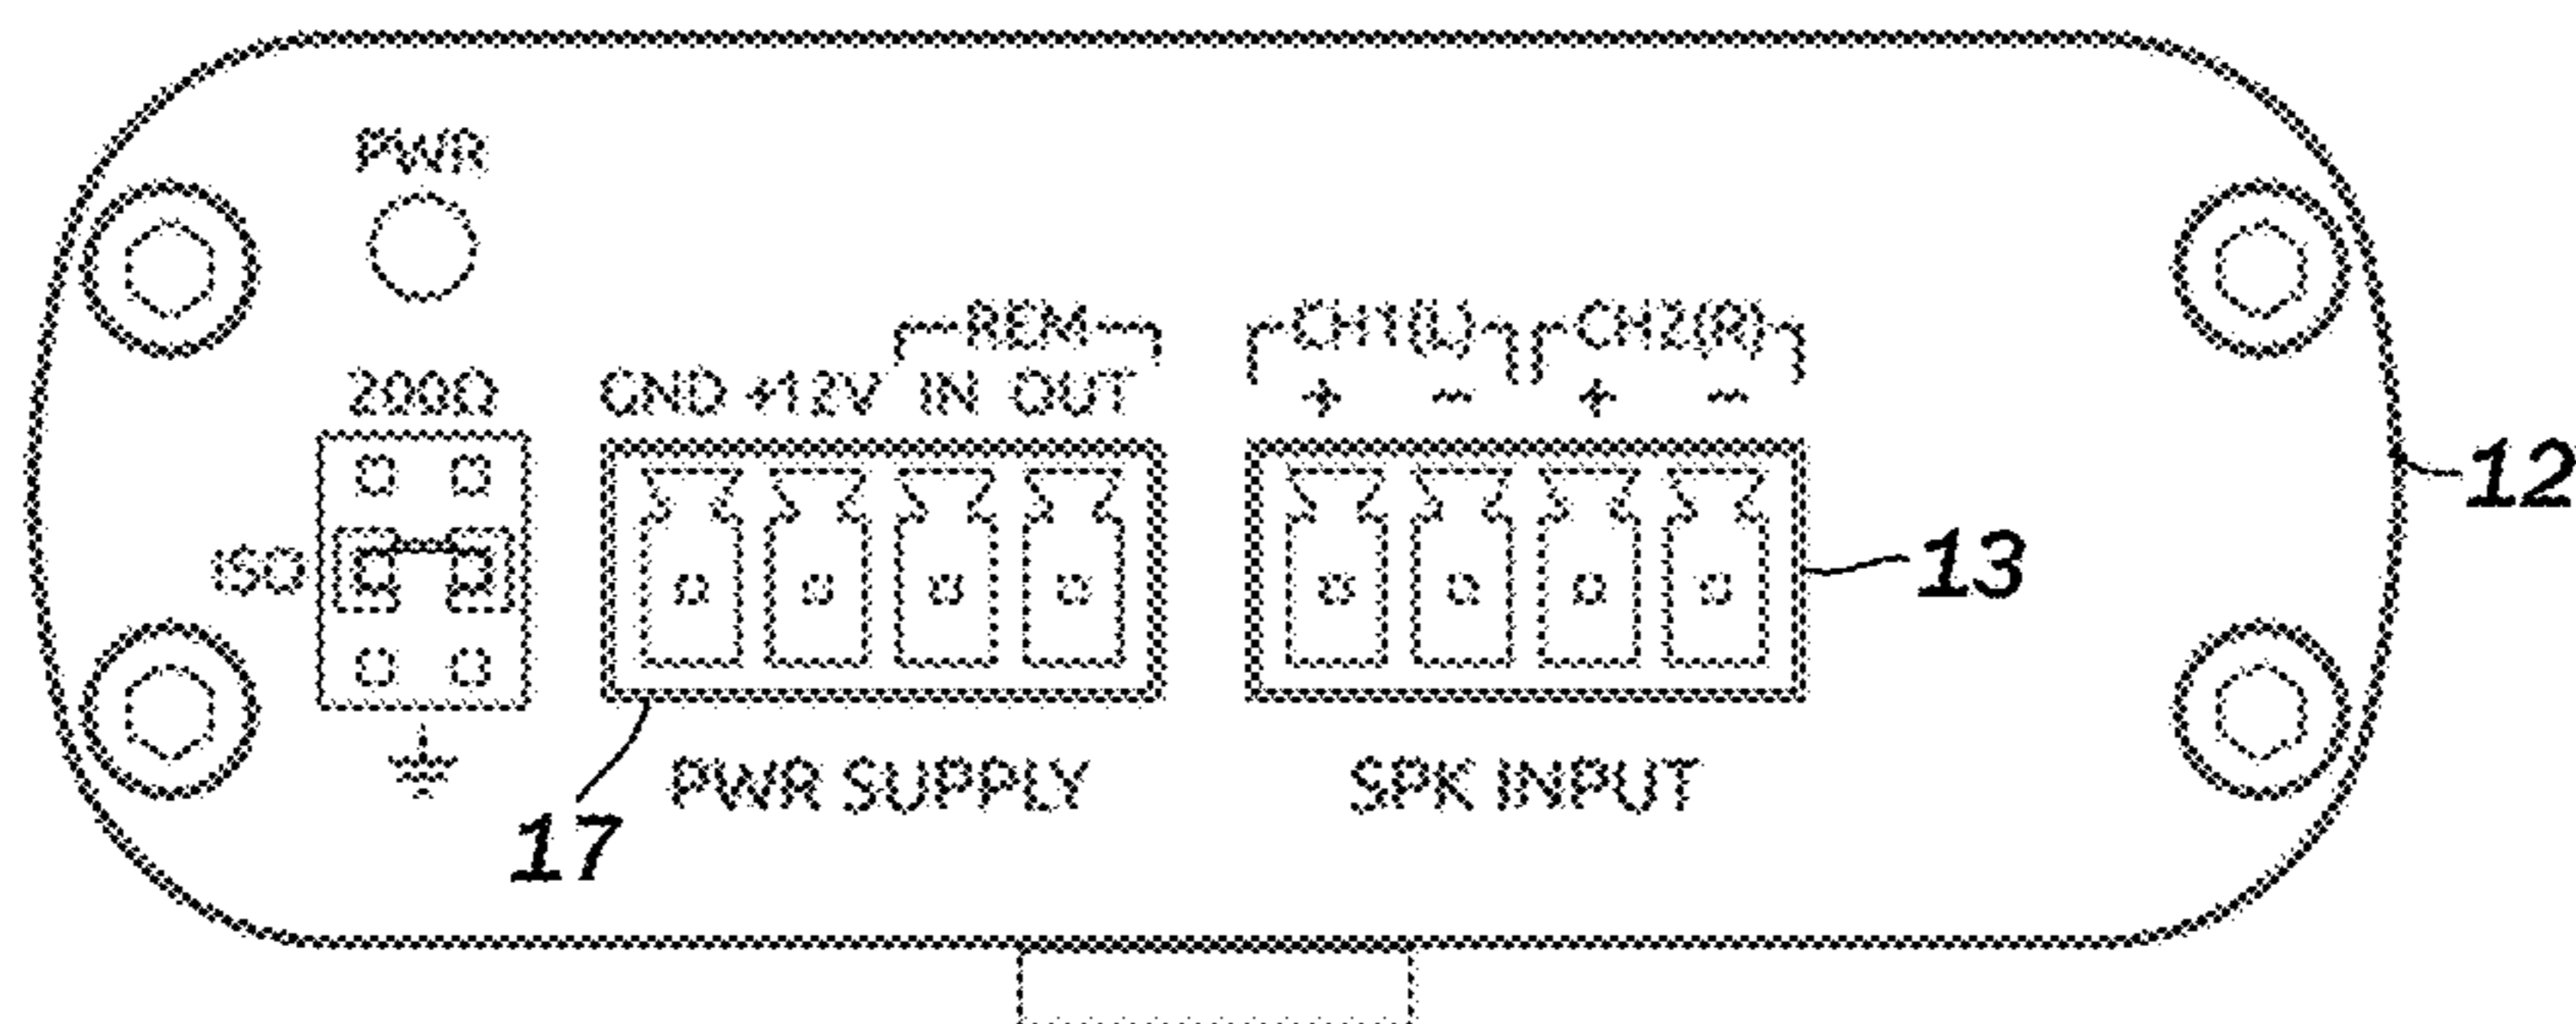 PWR
REM
CH1(L) CH2(R)
200Ω GND +12V IN OUT + − + −
12
ISO
13
PWR SUPPLY SPK INPUT
17